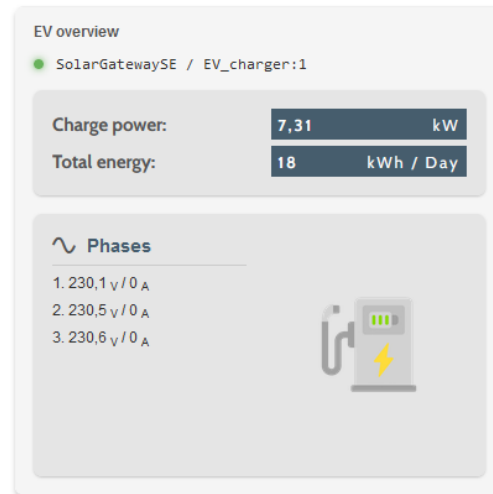 EV overview
SolarGatewaySE / EV_charger:1
Charge power: 7,31 kW
Total energy: 18 kWh / Day
Phases
1. 230,1 V / 0 A
2. 230,5 V / 0 A
3. 230,6 V / 0 A